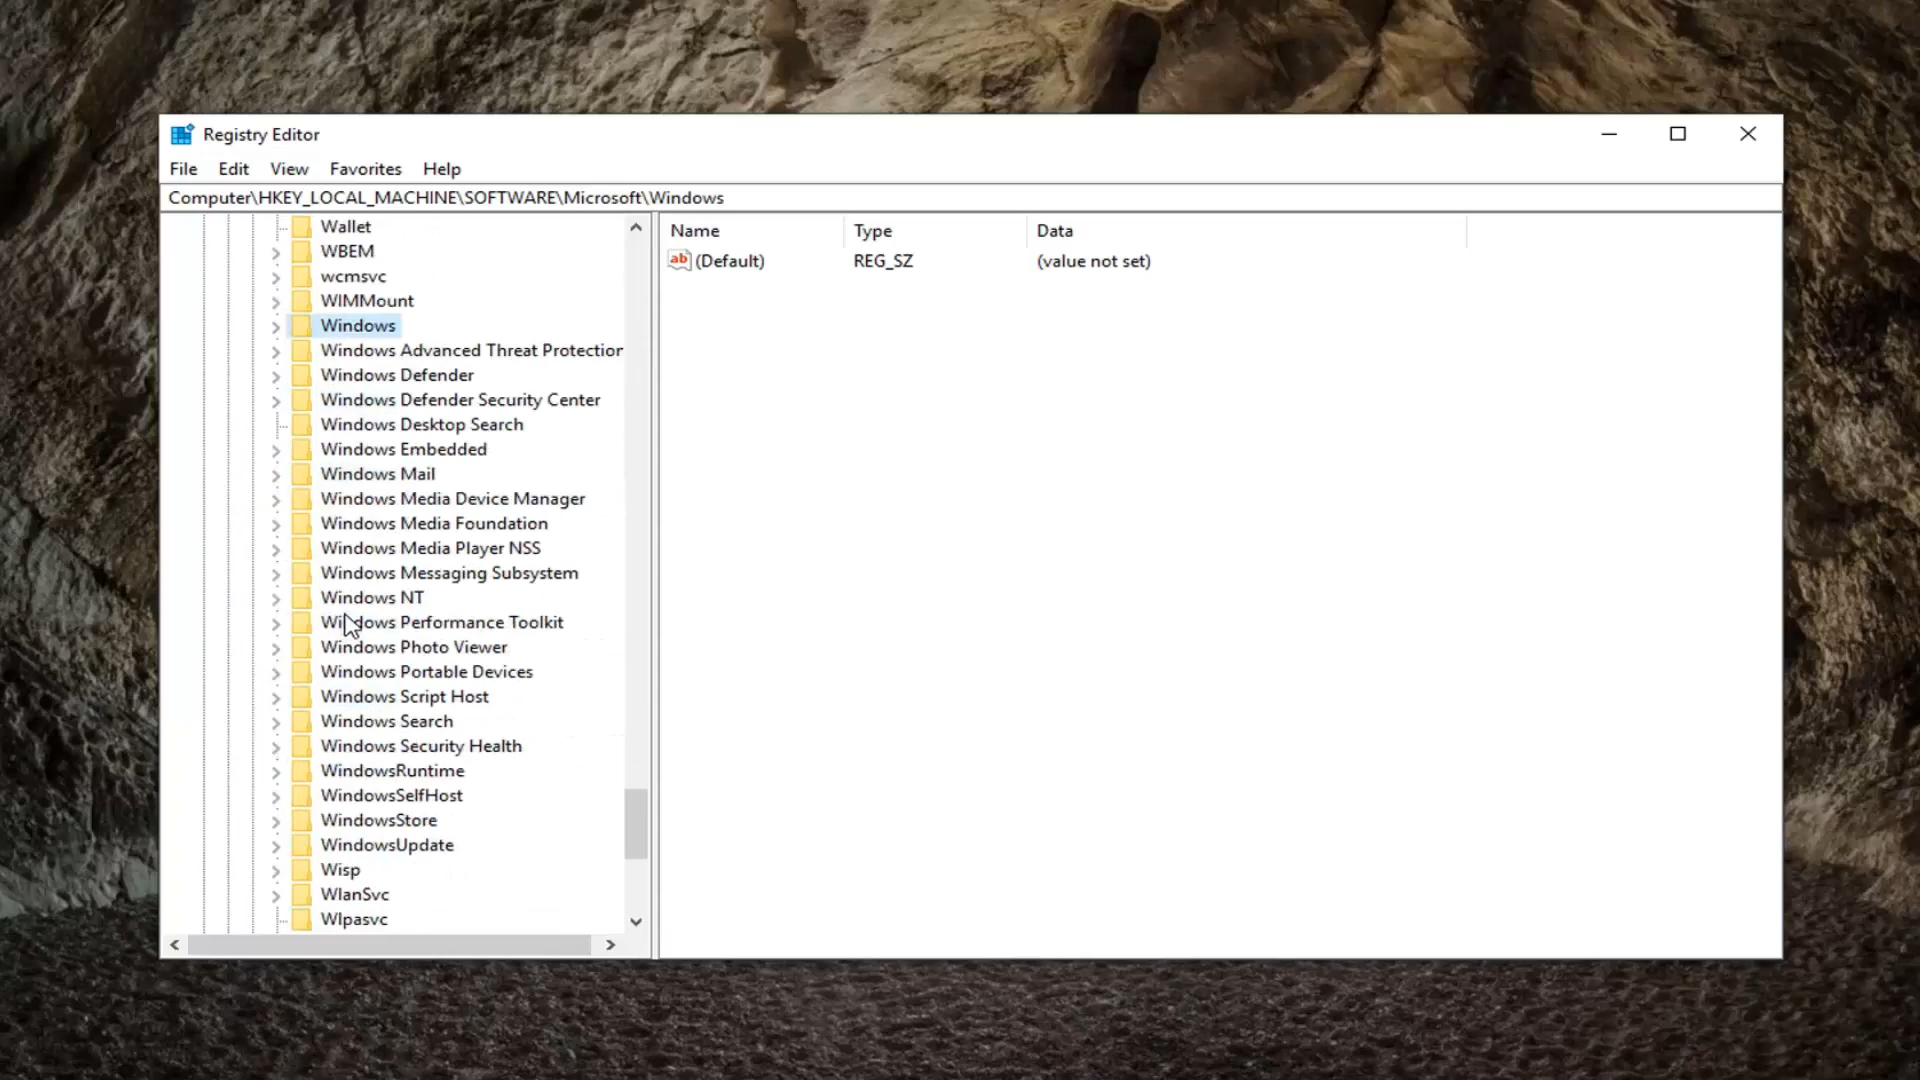 Registry Editor
File Edit View Favorites Help
Computer\HKEY_LOCAL_MACHINE\SOFTWARE\Microsoft\Windows
Name Type Data
ab (Default) REG_SZ (value not set)
Wallet
WBEM
wcmsvc
WIMMount
Windows
Windows Advanced Threat Protection
Windows Defender
Windows Defender Security Center
Windows Desktop Search
Windows Embedded
Windows Mail
Windows Media Device Manager
Windows Media Foundation
Windows Media Player NSS
Windows Messaging Subsystem
Windows NT
Windows Performance Toolkit
Windows Photo Viewer
Windows Portable Devices
Windows Script Host
Windows Search
Windows Security Health
WindowsRuntime
WindowsSelfHost
WindowsStore
WindowsUpdate
Wisp
WlanSvc
Wlpasvc